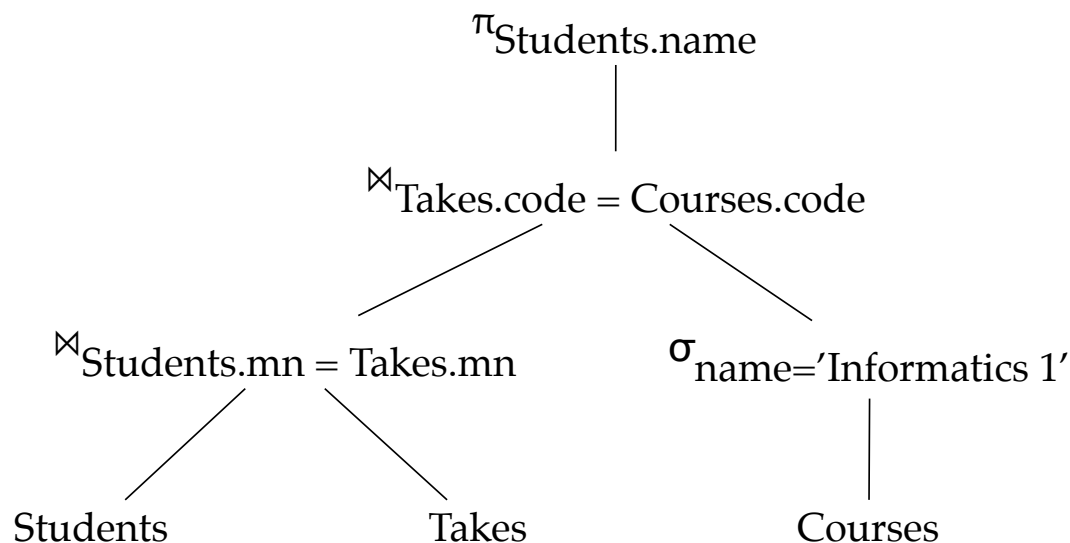 πStudents.name
⋈Takes.code = Courses.code
⋈Students.mn = Takes.mn
σname=’Informatics 1’
Students
Takes
Courses